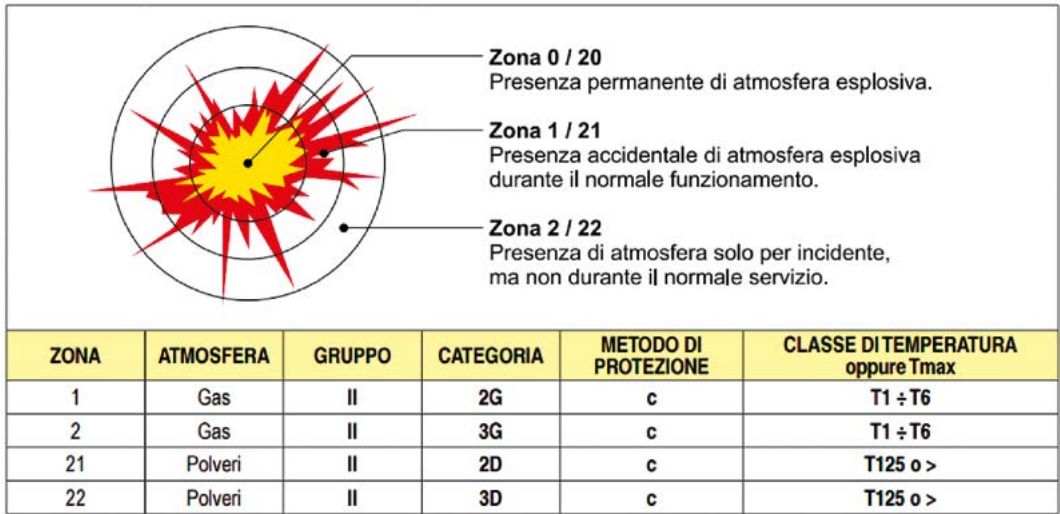 Zona 0 / 20
Presenza permanente di atmosfera esplosiva.
Zona 1 / 21
Presenza accidentale di atmosfera esplosiva
durante il normale funzionamento.
Zona 2 / 22
Presenza di atmosfera solo per incidente,
ma non durante il normale servizio.
ZONA ATMOSFERA GRUPPO CATEGORIA METODO DI PROTEZIONE CLASSE DI TEMPERATURA oppure Tmax
1 Gas II 2G c T1 ÷ T6
2 Gas II 3G c T1 ÷ T6
21 Polveri II 2D c T125 o >
22 Polveri II 3D c T125 o >